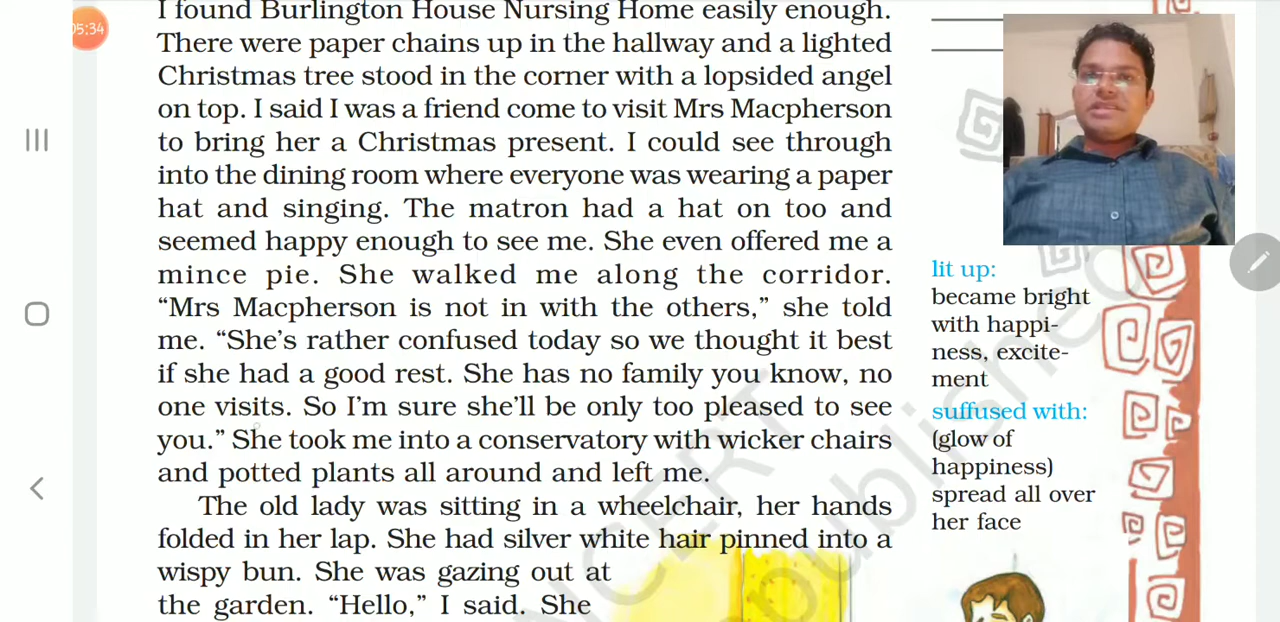 05:34
I found Burlington House Nursing Home easily enough.
There were paper chains up in the hallway and a lighted
Christmas tree stood in the corner with a lopsided angel
on top. I said I was a friend come to visit Mrs Macpherson
to bring her a Christmas present. I could see through
into the dining room where everyone was wearing a paper
hat and singing. The matron had a hat on too and
seemed happy enough to see me. She even offered me a
mince pie. She walked me along the corridor.
“Mrs Macpherson is not in with the others,” she told
me. “She’s rather confused today so we thought it best
if she had a good rest. She has no family you know, no
one visits. So I’m sure she’ll be only too pleased to see
you.” She took me into a conservatory with wicker chairs
and potted plants all around and left me.
The old lady was sitting in a wheelchair, her hands
folded in her lap. She had silver white hair pinned into a
wispy bun. She was gazing out at
the garden. “Hello,” I said. She
lit up:
became bright
with happi-
ness, excite-
ment
suffused with:
(glow of
happiness)
spread all over
her face
NCERT
published